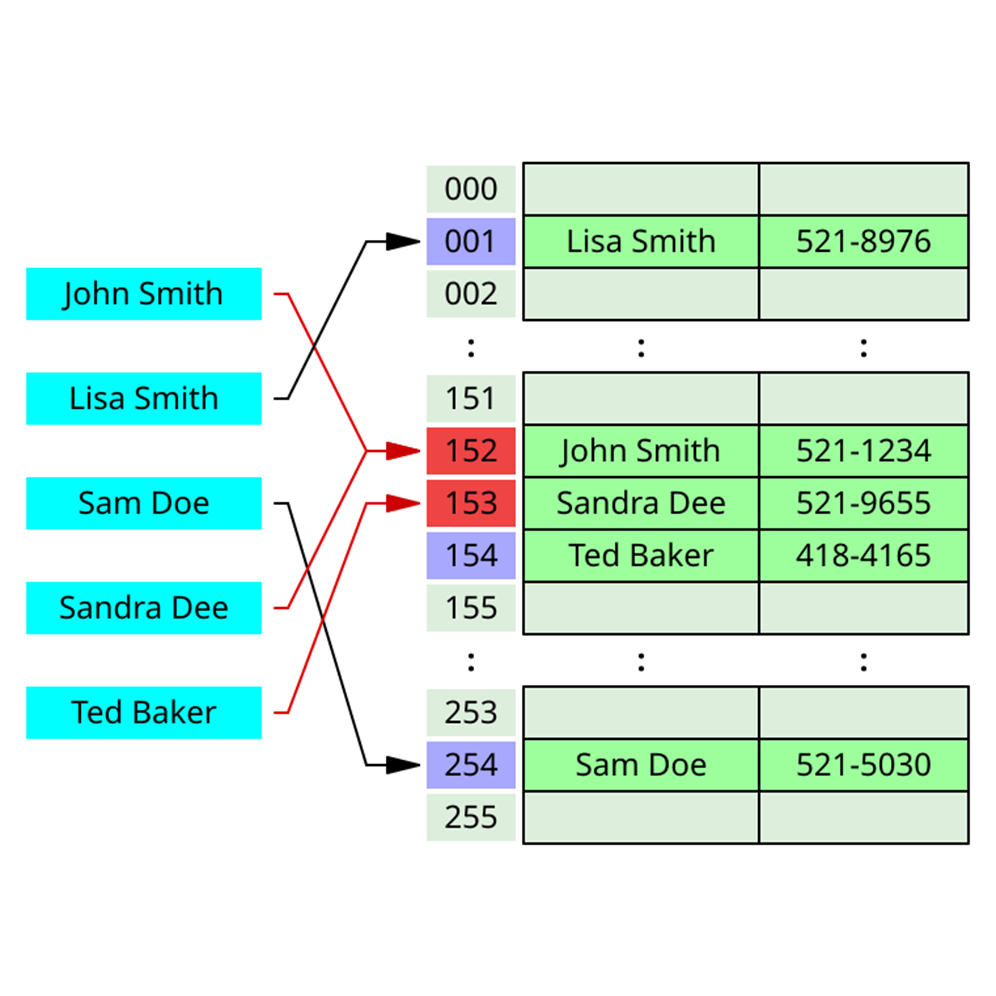 John Smith
Lisa Smith
Sam Doe
Sandra Dee
Ted Baker
000
001 Lisa Smith 521-8976
002
: : :
151
152 John Smith 521-1234
153 Sandra Dee 521-9655
154 Ted Baker 418-4165
155
: : :
253
254 Sam Doe 521-5030
255